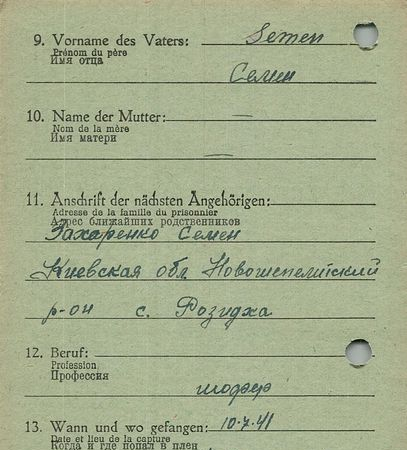 9. Vorname des Vaters: Semen
Prénom du père
Имя отца
Семен
10. Name der Mutter: —
Nom de la mère
Имя матери
—
11. Anschrift der nächsten Angehörigen:
Adresse de la famille du prisonnier
Адрес ближайших родственников
Захаренко Семен
Киевская обл. Новошепелический
р-он с. Розидха
12. Beruf:
Profession
Профессия
шофер
13. Wann und wo gefangen: 10.7.41
Date et lieu de la capture
Когда и где попал в плен